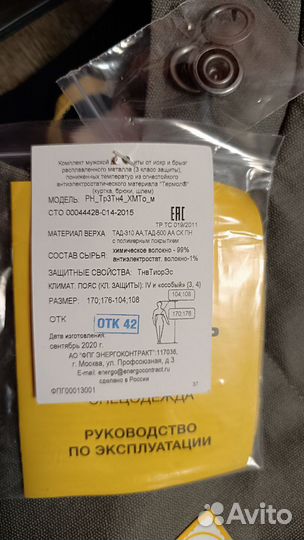 Комплект мужской защиты от искр и брызг
расплавленного металла (3 класс защиты),
пониженных температур из огнестойкого
антиэлектростатического материала "Термолď"
(куртка, брюки, шлем)
МОДЕЛЬ: РН_Тр3Тн4_ХМТо_м
СТО 00044428-С14-2015
ЕАС
ТР ТС 019/2011
МАТЕРИАЛ ВЕРХА: ТАД-310 АА,ТАД-500 АА СК ПН
с полимерным покрытием
СОСТАВ СЫРЬЯ: химическое волокно - 99%
антиэлектростат. волокно-1%
ЗАЩИТНЫЕ СВОЙСТВА: ТнвТиорЭс
КЛИМАТ. ПОЯС (КЛ. ЗАЩИТЫ): IV и «особый» (3, 4)
РАЗМЕР: 170;176-104;108
104;108
170;176
ОТК ОТК 42
Дата изготовления:
сентябрь 2020 г.
АО "ФПГ ЭНЕРГОКОНТРАКТ";117036,
г. Москва, ул. Профсоюзная, д 3
E-mail: energo@energocontract.ru
сделано в России
ФПГ00013001
37
СПЕЦОДЕЖДА
РУКОВОДСТВО
ПО ЭКСПЛУАТАЦИИ
Avito